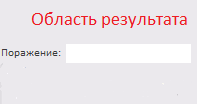 Область результата
Поражение: